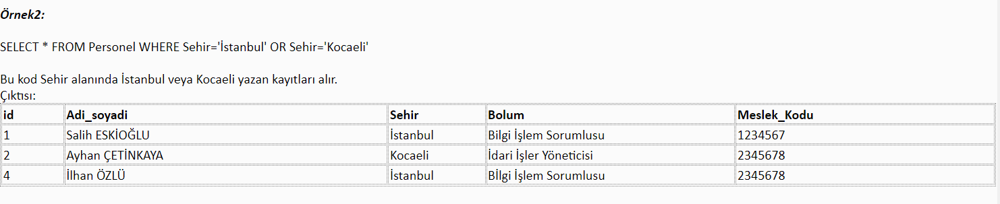 Örnek2:
SELECT * FROM Personel WHERE Sehir='İstanbul' OR Sehir='Kocaeli'
Bu kod Sehir alanında İstanbul veya Kocaeli yazan kayıtları alır.
Çıktısı:
id Adi_soyadi Sehir Bolum Meslek_Kodu
1 Salih ESKİOĞLU İstanbul Bilgi İşlem Sorumlusu 1234567
2 Ayhan ÇETİNKAYA Kocaeli İdari İşler Yöneticisi 2345678
4 İlhan ÖZLÜ İstanbul Bİlgi İşlem Sorumlusu 2345678